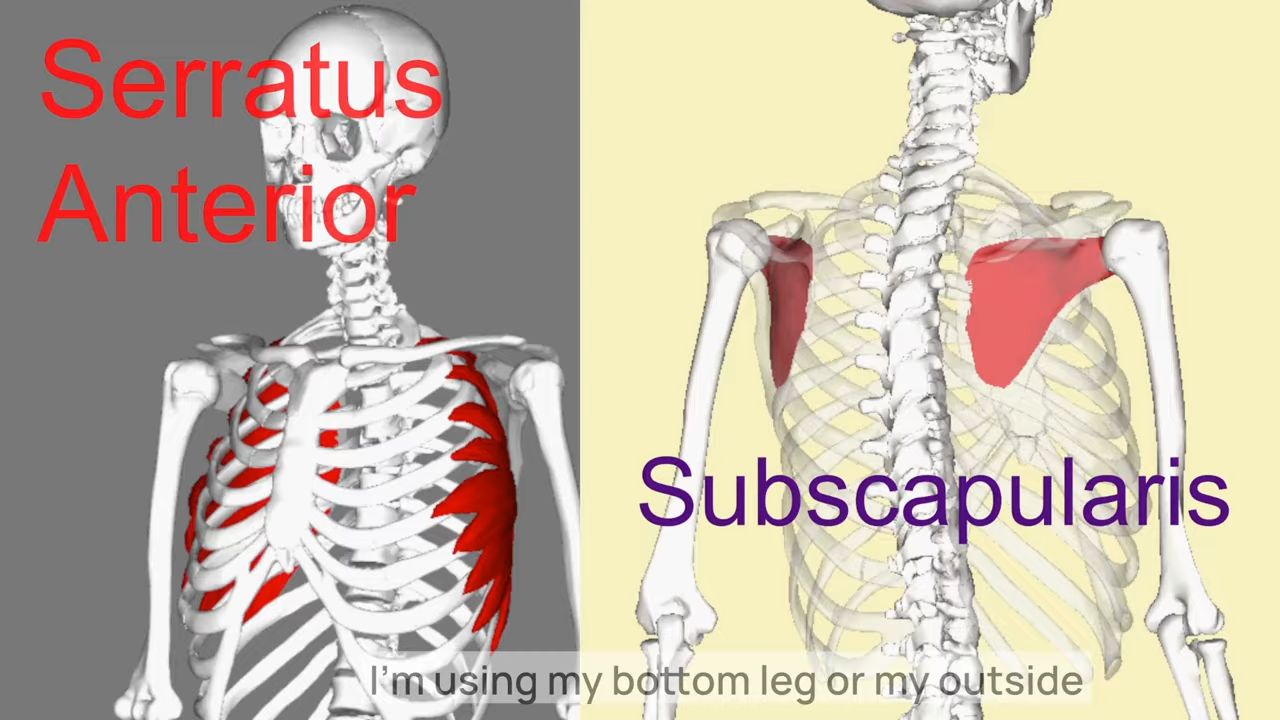 Serratus
Anterior
Subscapularis
I'm using my bottom leg or my outside